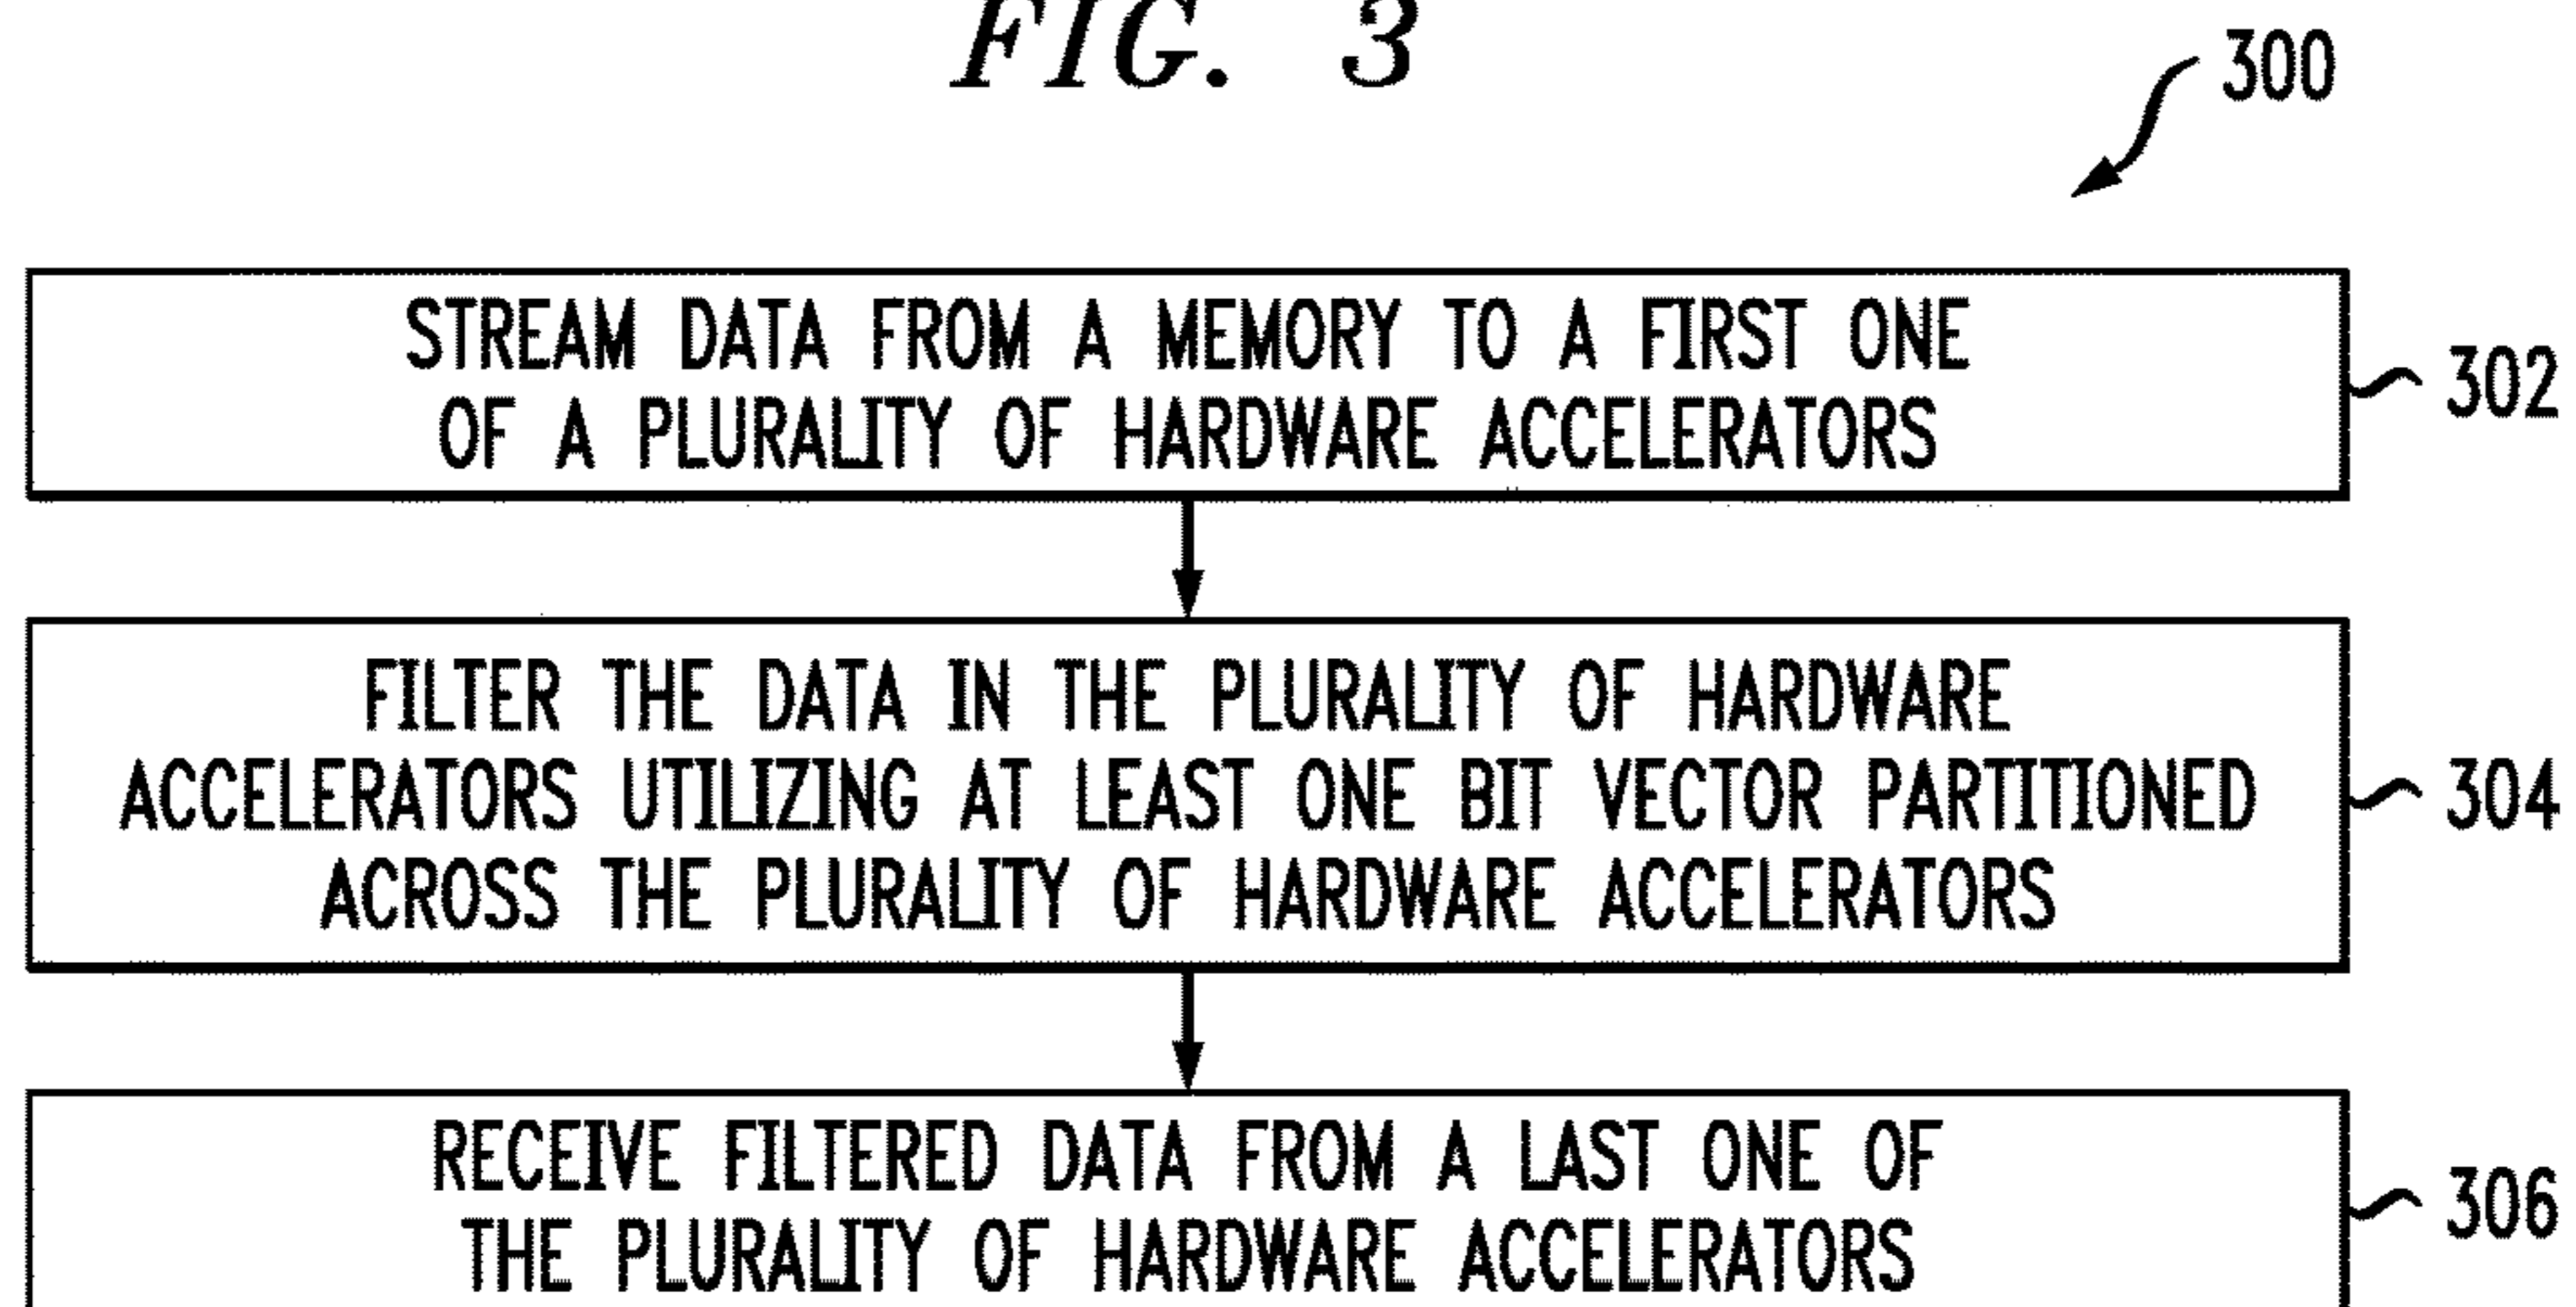 FIG. 3
300
STREAM DATA FROM A MEMORY TO A FIRST ONE
OF A PLURALITY OF HARDWARE ACCELERATORS
302
FILTER THE DATA IN THE PLURALITY OF HARDWARE
ACCELERATORS UTILIZING AT LEAST ONE BIT VECTOR PARTITIONED
ACROSS THE PLURALITY OF HARDWARE ACCELERATORS
304
RECEIVE FILTERED DATA FROM A LAST ONE OF
THE PLURALITY OF HARDWARE ACCELERATORS
306